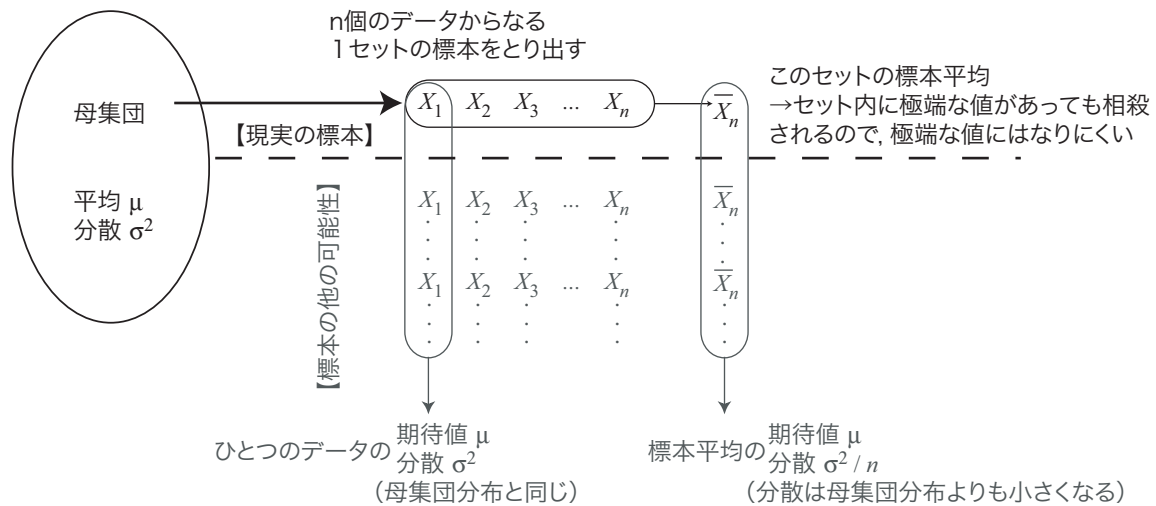 n個のデータからなる
1セットの標本をとり出す
母集団
平均 μ
分散 σ²
X₁ X₂ X₃ ... Xₙ
X̅ₙ
このセットの標本平均
→セット内に極端な値があっても相殺
されるので, 極端な値にはなりにくい
【現実の標本】
【標本の他の可能性】
X₁ X₂ X₃ ... Xₙ X̅ₙ
X₁ X₂ X₃ ... Xₙ X̅ₙ
ひとつのデータの 期待値 μ
分散 σ²
（母集団分布と同じ）
標本平均の 期待値 μ
分散 σ² / n
（分散は母集団分布よりも小さくなる）